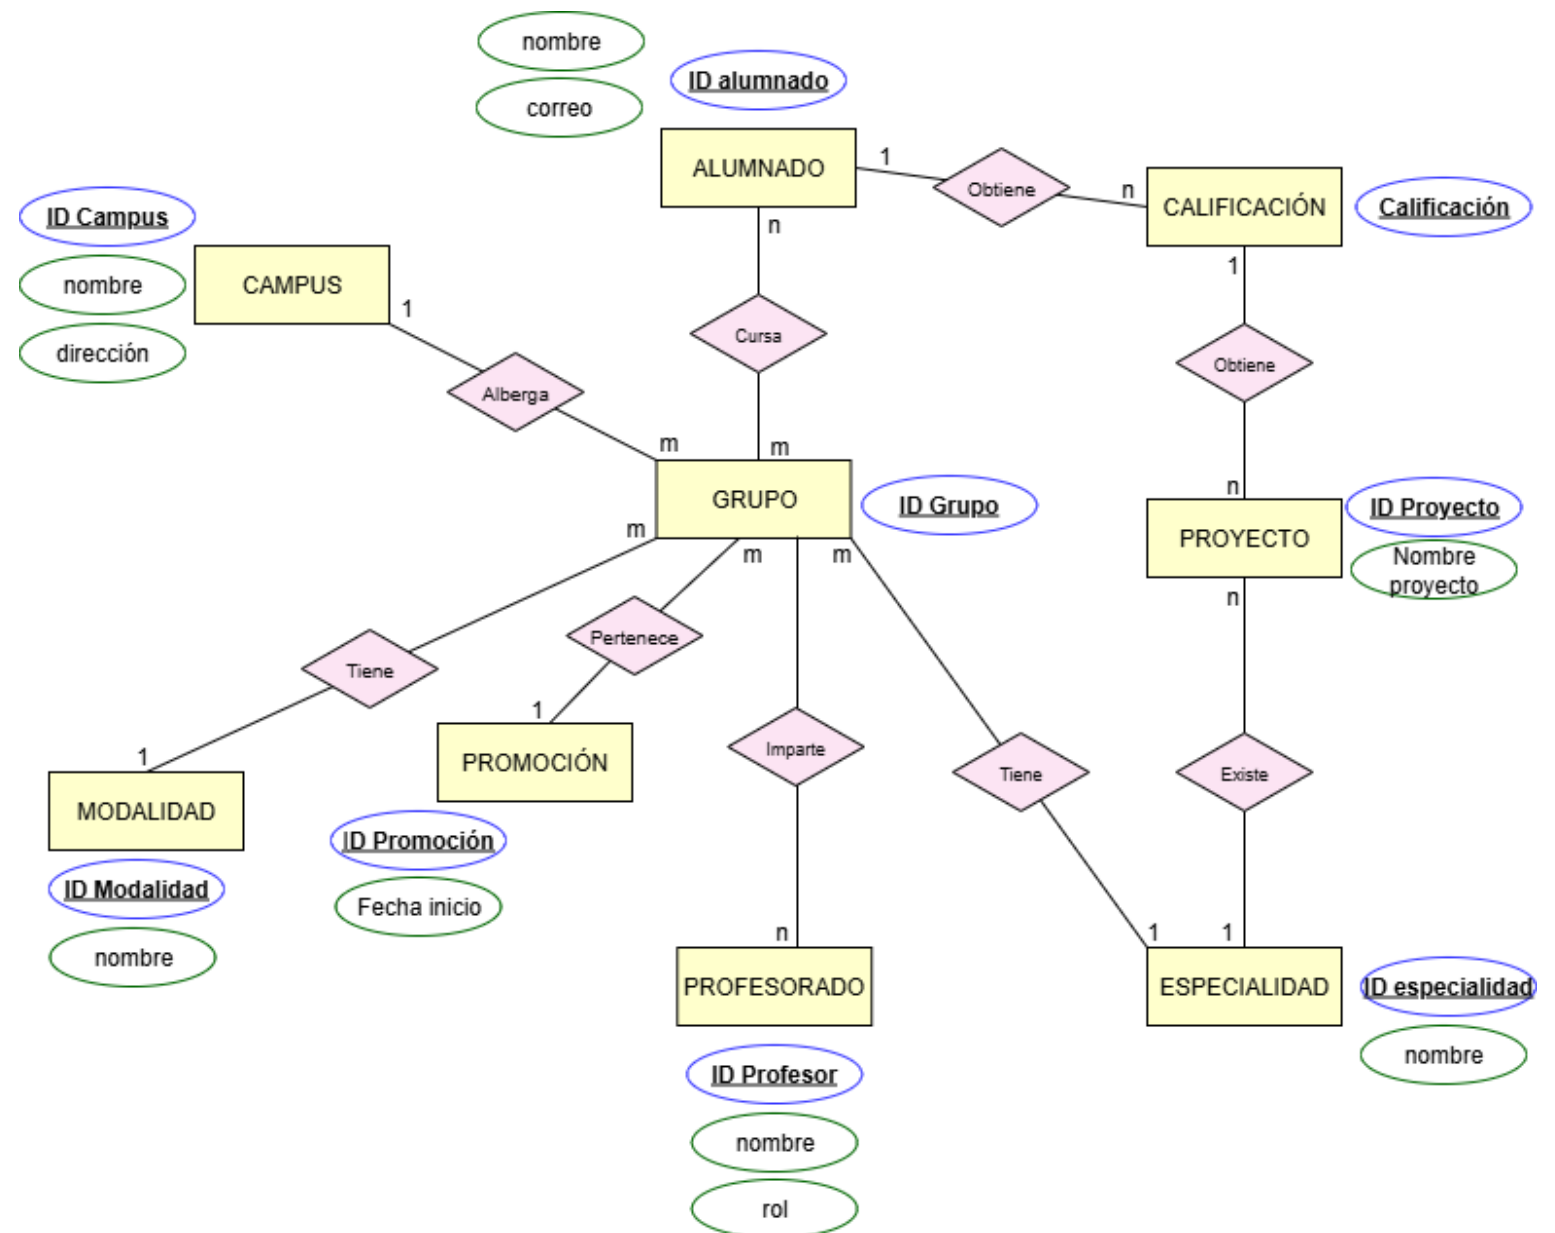 nombre
ID alumnado
correo
ALUMNADO
1
Obtiene
n
CALIFICACIÓN
Calificación
ID Campus
nombre
dirección
CAMPUS
1
n
1
Cursa
Obtiene
Alberga
m
m
n
GRUPO
ID Grupo
ID Proyecto
PROYECTO
Nombre
proyecto
m
m
m
n
Tiene
Pertenece
1
1
Imparte
Tiene
Existe
MODALIDAD
PROMOCIÓN
ID Modalidad
nombre
ID Promoción
Fecha inicio
n
1
1
PROFESORADO
ESPECIALIDAD
ID especialidad
nombre
ID Profesor
nombre
rol